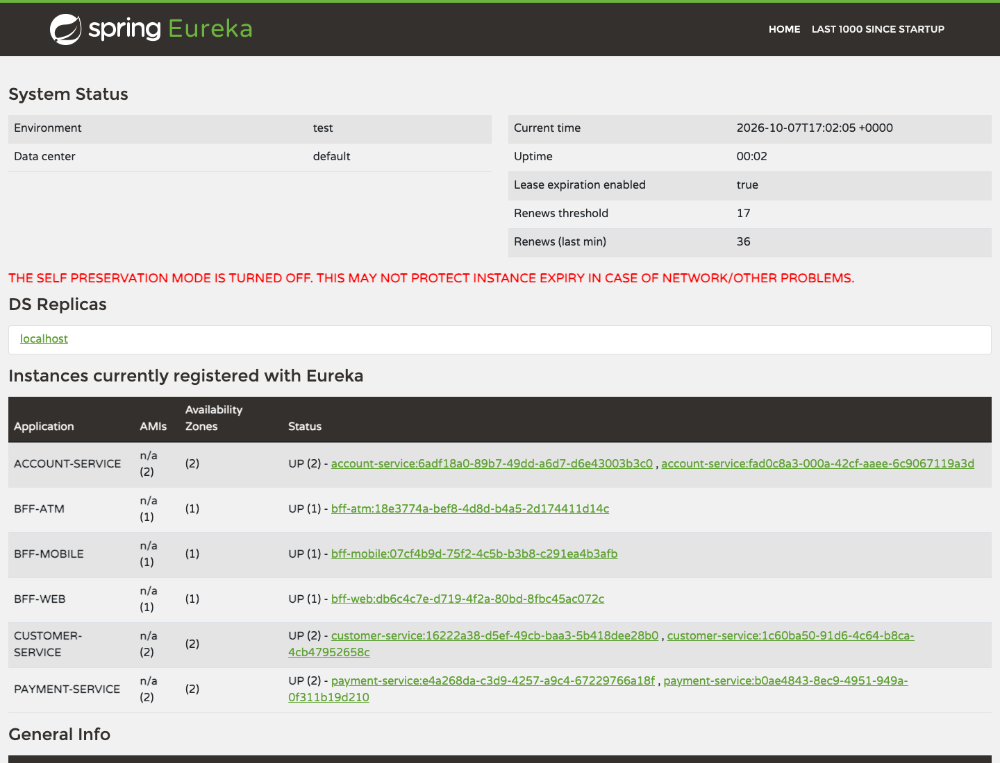 spring Eureka
HOME LAST 1000 SINCE STARTUP
System Status
Environment test
Data center default
Current time 2026-10-07T17:02:05 +0000
Uptime 00:02
Lease expiration enabled true
Renews threshold 17
Renews (last min) 36
THE SELF PRESERVATION MODE IS TURNED OFF. THIS MAY NOT PROTECT INSTANCE EXPIRY IN CASE OF NETWORK/OTHER PROBLEMS.
DS Replicas
localhost
Instances currently registered with Eureka
Application AMIs Availability Zones Status
ACCOUNT-SERVICE n/a (2) (2) UP (2) - account-service:6adf18a0-89b7-49dd-a6d7-d6e43003b3c0 , account-service:fad0c8a3-000a-42cf-aaee-6c9067119a3d
BFF-ATM n/a (1) (1) UP (1) - bff-atm:18e3774a-bef8-4d8d-b4a5-2d174411d14c
BFF-MOBILE n/a (1) (1) UP (1) - bff-mobile:07cf4b9d-75f2-4c5b-b3b8-c291ea4b3afb
BFF-WEB n/a (1) (1) UP (1) - bff-web:db6c4c7e-d719-4f2a-80bd-8fbc45ac072c
CUSTOMER-SERVICE n/a (2) (2) UP (2) - customer-service:16222a38-d5ef-49cb-baa3-5b418dee28b0 , customer-service:1c60ba50-91d6-4c64-b8ca-4cb47952658c
PAYMENT-SERVICE n/a (2) (2) UP (2) - payment-service:e4a268da-c3d9-4257-a9c4-67229766a18f , payment-service:b0ae4843-8ec9-4951-949a-0f311b19d210
General Info